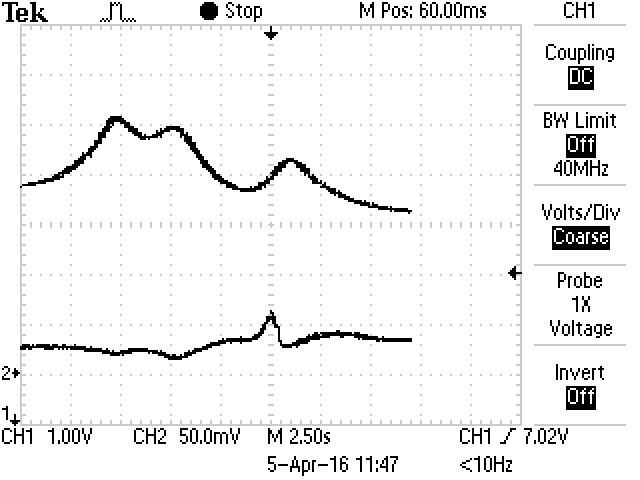 Tek Stop M Pos: 60.00ms CH1
Coupling
DC
BW Limit
Off
40MHz
Volts/Div
Coarse
Probe
1X
Voltage
Invert
Off
2
1
CH1 1.00V CH2 50.0mV M 2.50s CH1 7.02V
5-Apr-16 11:47 <10Hz